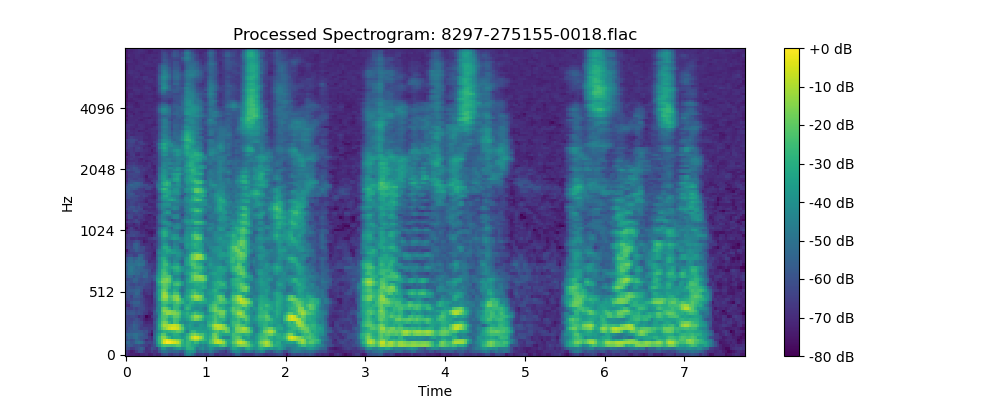 Processed Spectrogram: 8297-275155-0018.flac
Hz
4096
2048
1024
512
0
0 1 2 3 4 5 6 7
Time
+0 dB
-10 dB
-20 dB
-30 dB
-40 dB
-50 dB
-60 dB
-70 dB
-80 dB